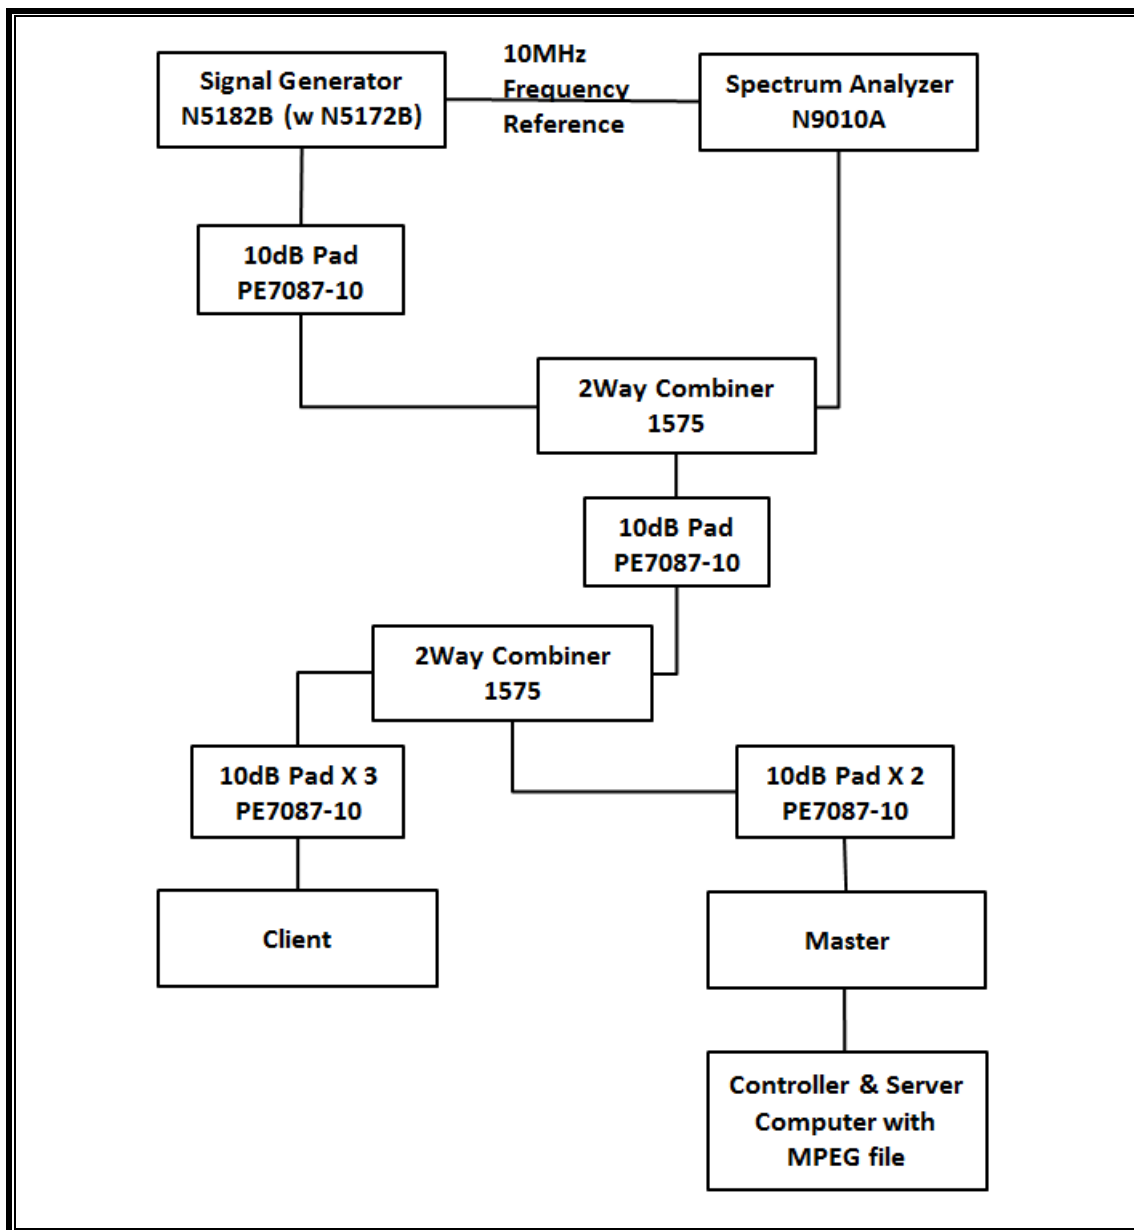 Signal Generator
N5182B (w N5172B)
10MHz
Frequency
Reference
Spectrum Analyzer
N9010A
10dB Pad
PE7087-10
2Way Combiner
1575
10dB Pad
PE7087-10
2Way Combiner
1575
10dB Pad X 3
PE7087-10
10dB Pad X 2
PE7087-10
Client
Master
Controller & Server
Computer with
MPEG file